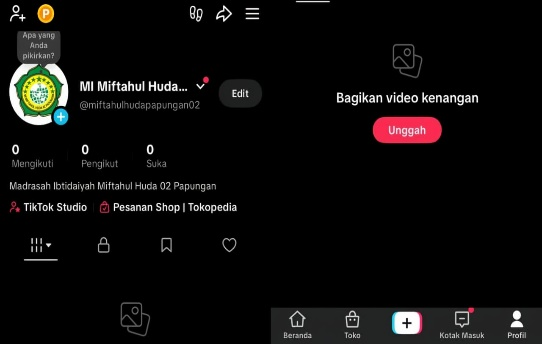 P
Apa yang
Anda
pikirkan?
MI Miftahul Huda...
@miftahulhudapapungan02
Edit
0
Mengikuti
0
Pengikut
0
Suka
Madrasah Ibtidaiyah Miftahul Huda 02 Papungan
TikTok Studio
Pesanan Shop | Tokopedia
Bagikan video kenangan
Unggah
Beranda
Toko
Kotak Masuk
Profil